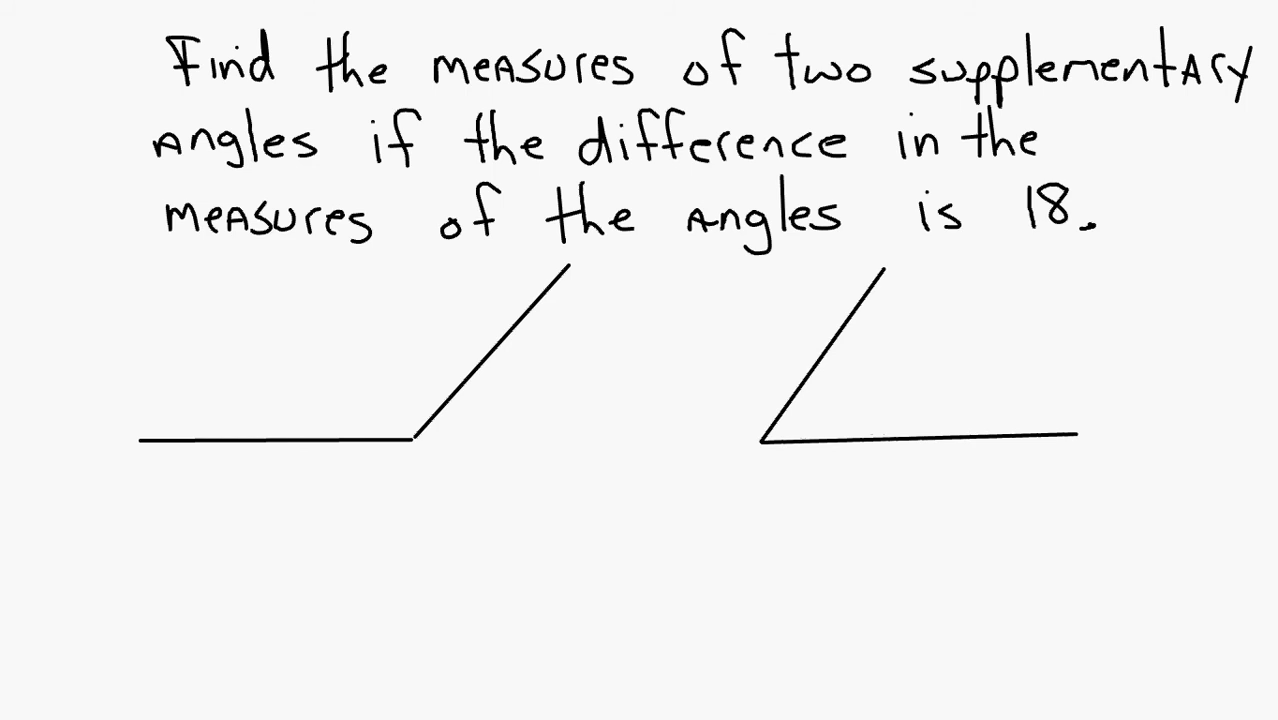 Find the measures of two supplementary
angles if the difference in the
measures of the angles is 18.